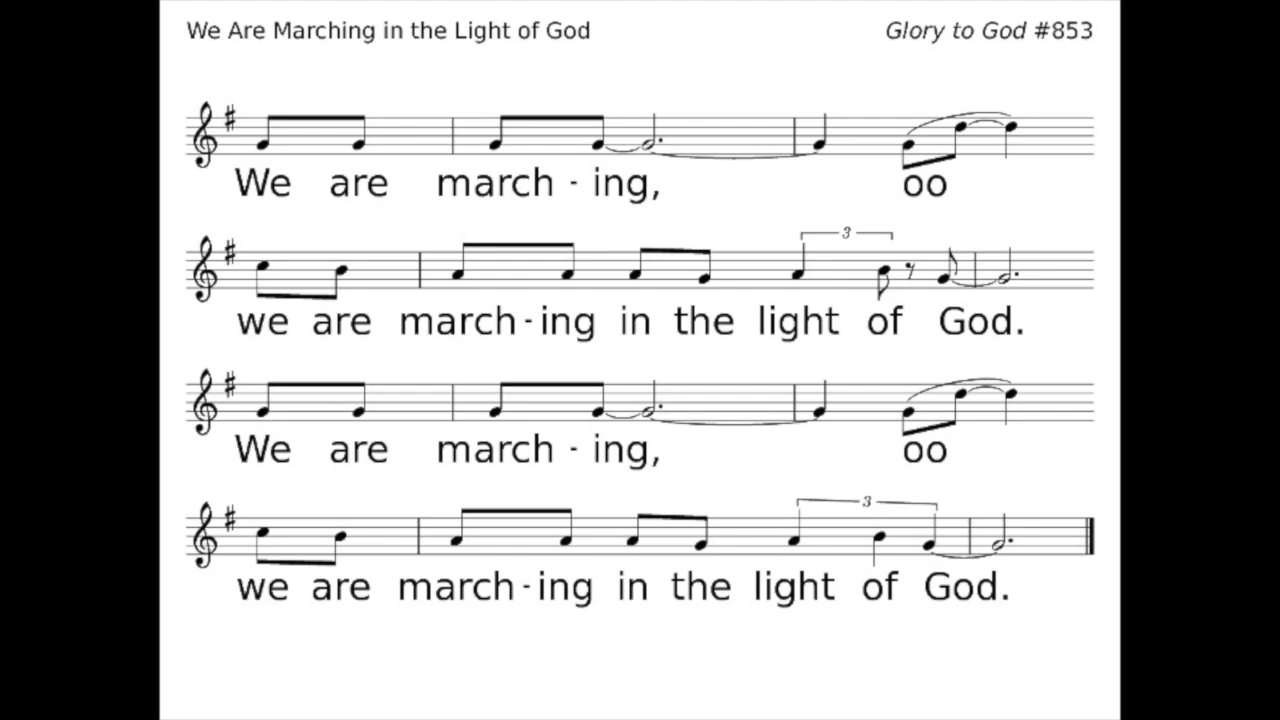 We Are Marching in the Light of God
Glory to God #853
We are march - ing, oo
3
we are march - ing in the light of God.
We are march - ing, oo
3
we are march - ing in the light of God.